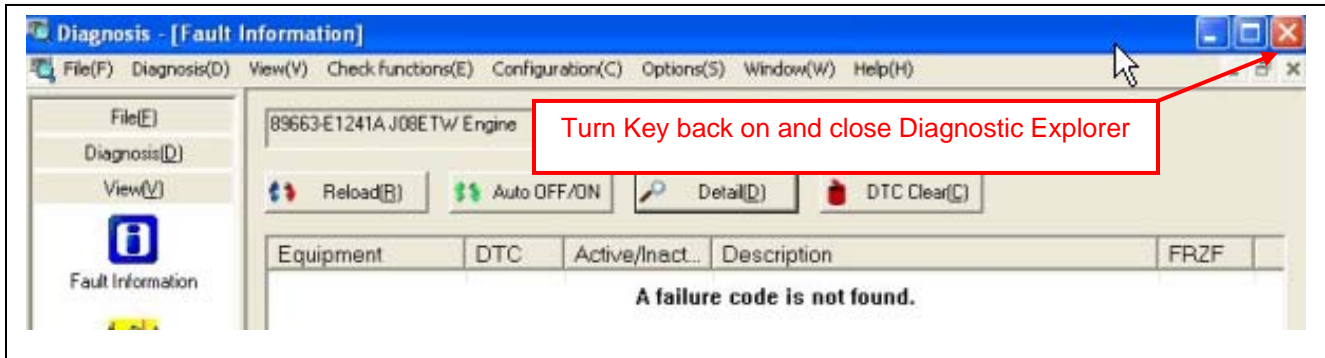 Diagnosis - [Fault Information]
File(F) Diagnosis(D) View(V) Check functions(E) Configuration(C) Options(S) Window(W) Help(H)
File(F)
Diagnosis(D)
View(V)
Fault Information
89663-E1241A J08ETW Engine
Turn Key back on and close Diagnostic Explorer
Reload(R) Auto OFF/ON Detail(D) DTC Clear(C)
Equipment DTC Active/Inact... Description FRZF
A failure code is not found.